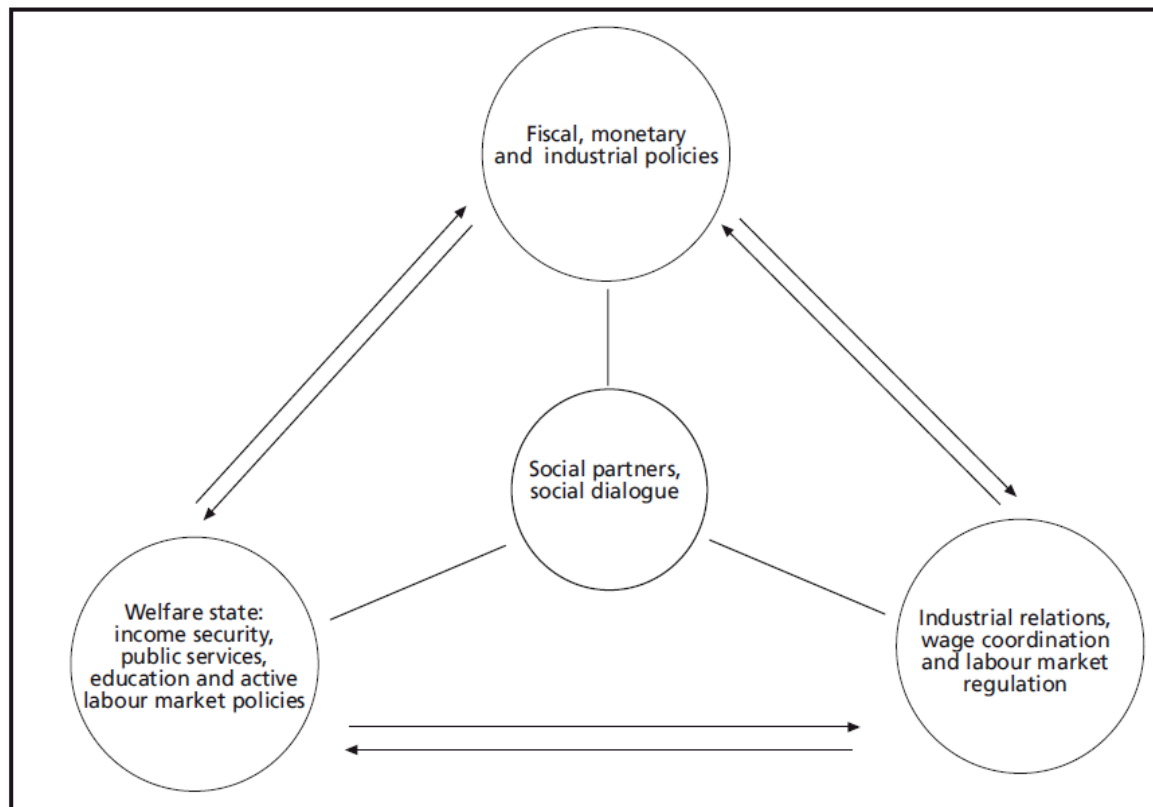 Fiscal, monetary
and industrial policies
Social partners,
social dialogue
Welfare state:
income security,
public services,
education and active
labour market policies
Industrial relations,
wage coordination
and labour market
regulation